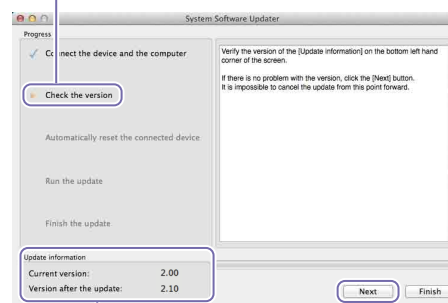 System Software Updater
Progress
Connect the device and the computer
Check the version
Automatically reset the connected device
Run the update
Finish the update
Verify the version of the [Update information] on the bottom left hand
corner of the screen.
If there is no problem with the version, click the [Next] button.
It is impossible to cancel the update from this point forward.
Update information
Current version: 2.00
Version after the update: 2.10
Next
Finish